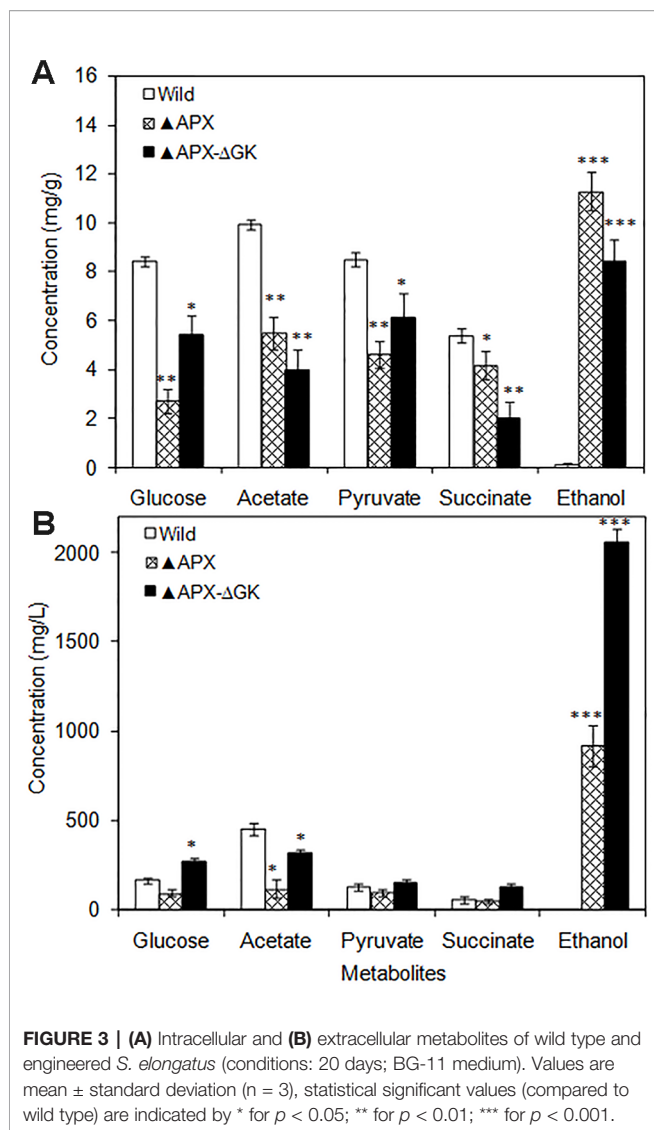 A
16
14
12
10
8
6
4
2
0
Concentration (mg/g)
Wild
▲APX
▲APX-ΔGK
** * ** ** ** * * ** *** ***
Glucose Acetate Pyruvate Succinate Ethanol
B
2000
1500
1000
500
0
Concentration (mg/L)
Wild
▲APX
▲APX-ΔGK
* * * *** ***
Glucose Acetate Pyruvate Succinate Ethanol
Metabolites
FIGURE 3 | (A) Intracellular and (B) extracellular metabolites of wild type and
engineered S. elongatus (conditions: 20 days; BG-11 medium). Values are
mean ± standard deviation (n = 3), statistical significant values (compared to
wild type) are indicated by * for p < 0.05; ** for p < 0.01; *** for p < 0.001.